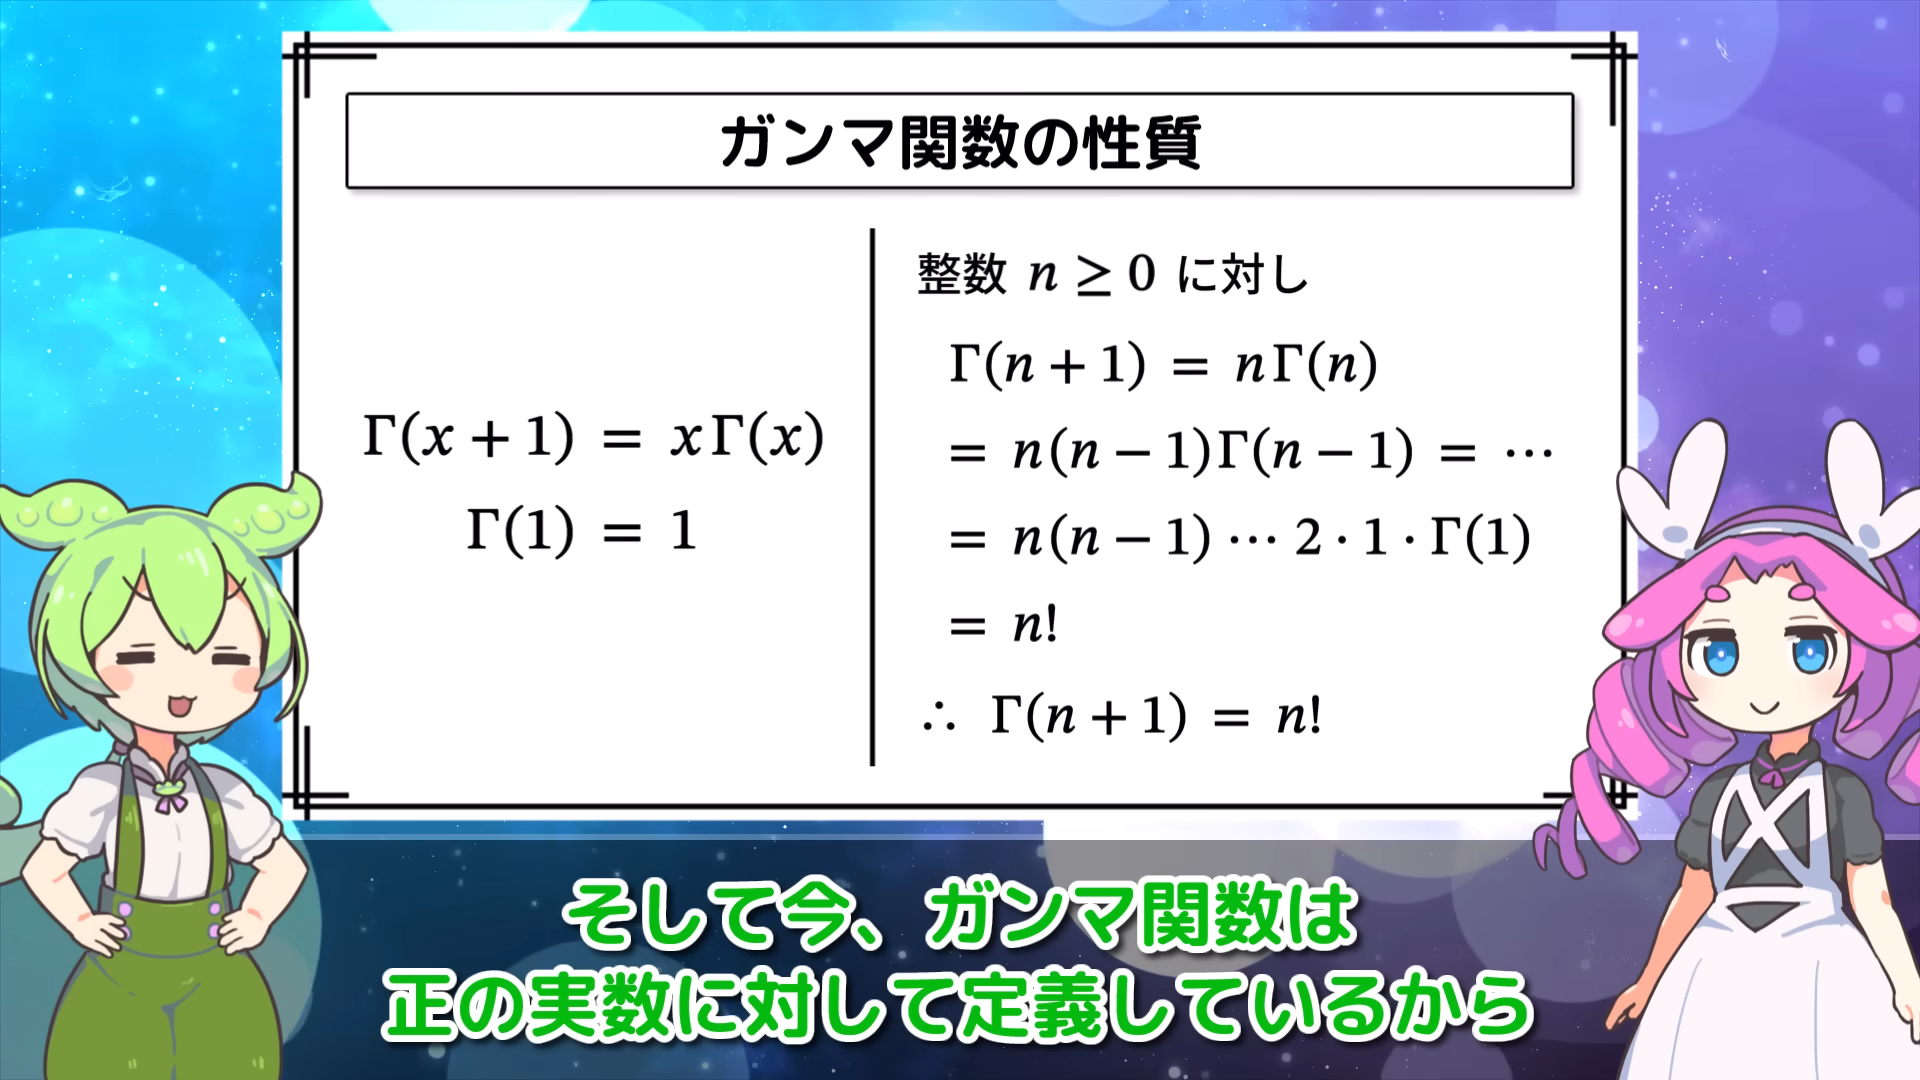 ガンマ関数の性質
Γ(x + 1) = xΓ(x)
Γ(1) = 1
整数 n ≥ 0 に対し
Γ(n + 1) = nΓ(n)
= n(n − 1)Γ(n − 1) = ⋯
= n(n − 1) ⋯ 2 · 1 · Γ(1)
= n!
∴ Γ(n + 1) = n!
そして今、ガンマ関数は
正の実数に対して定義しているから